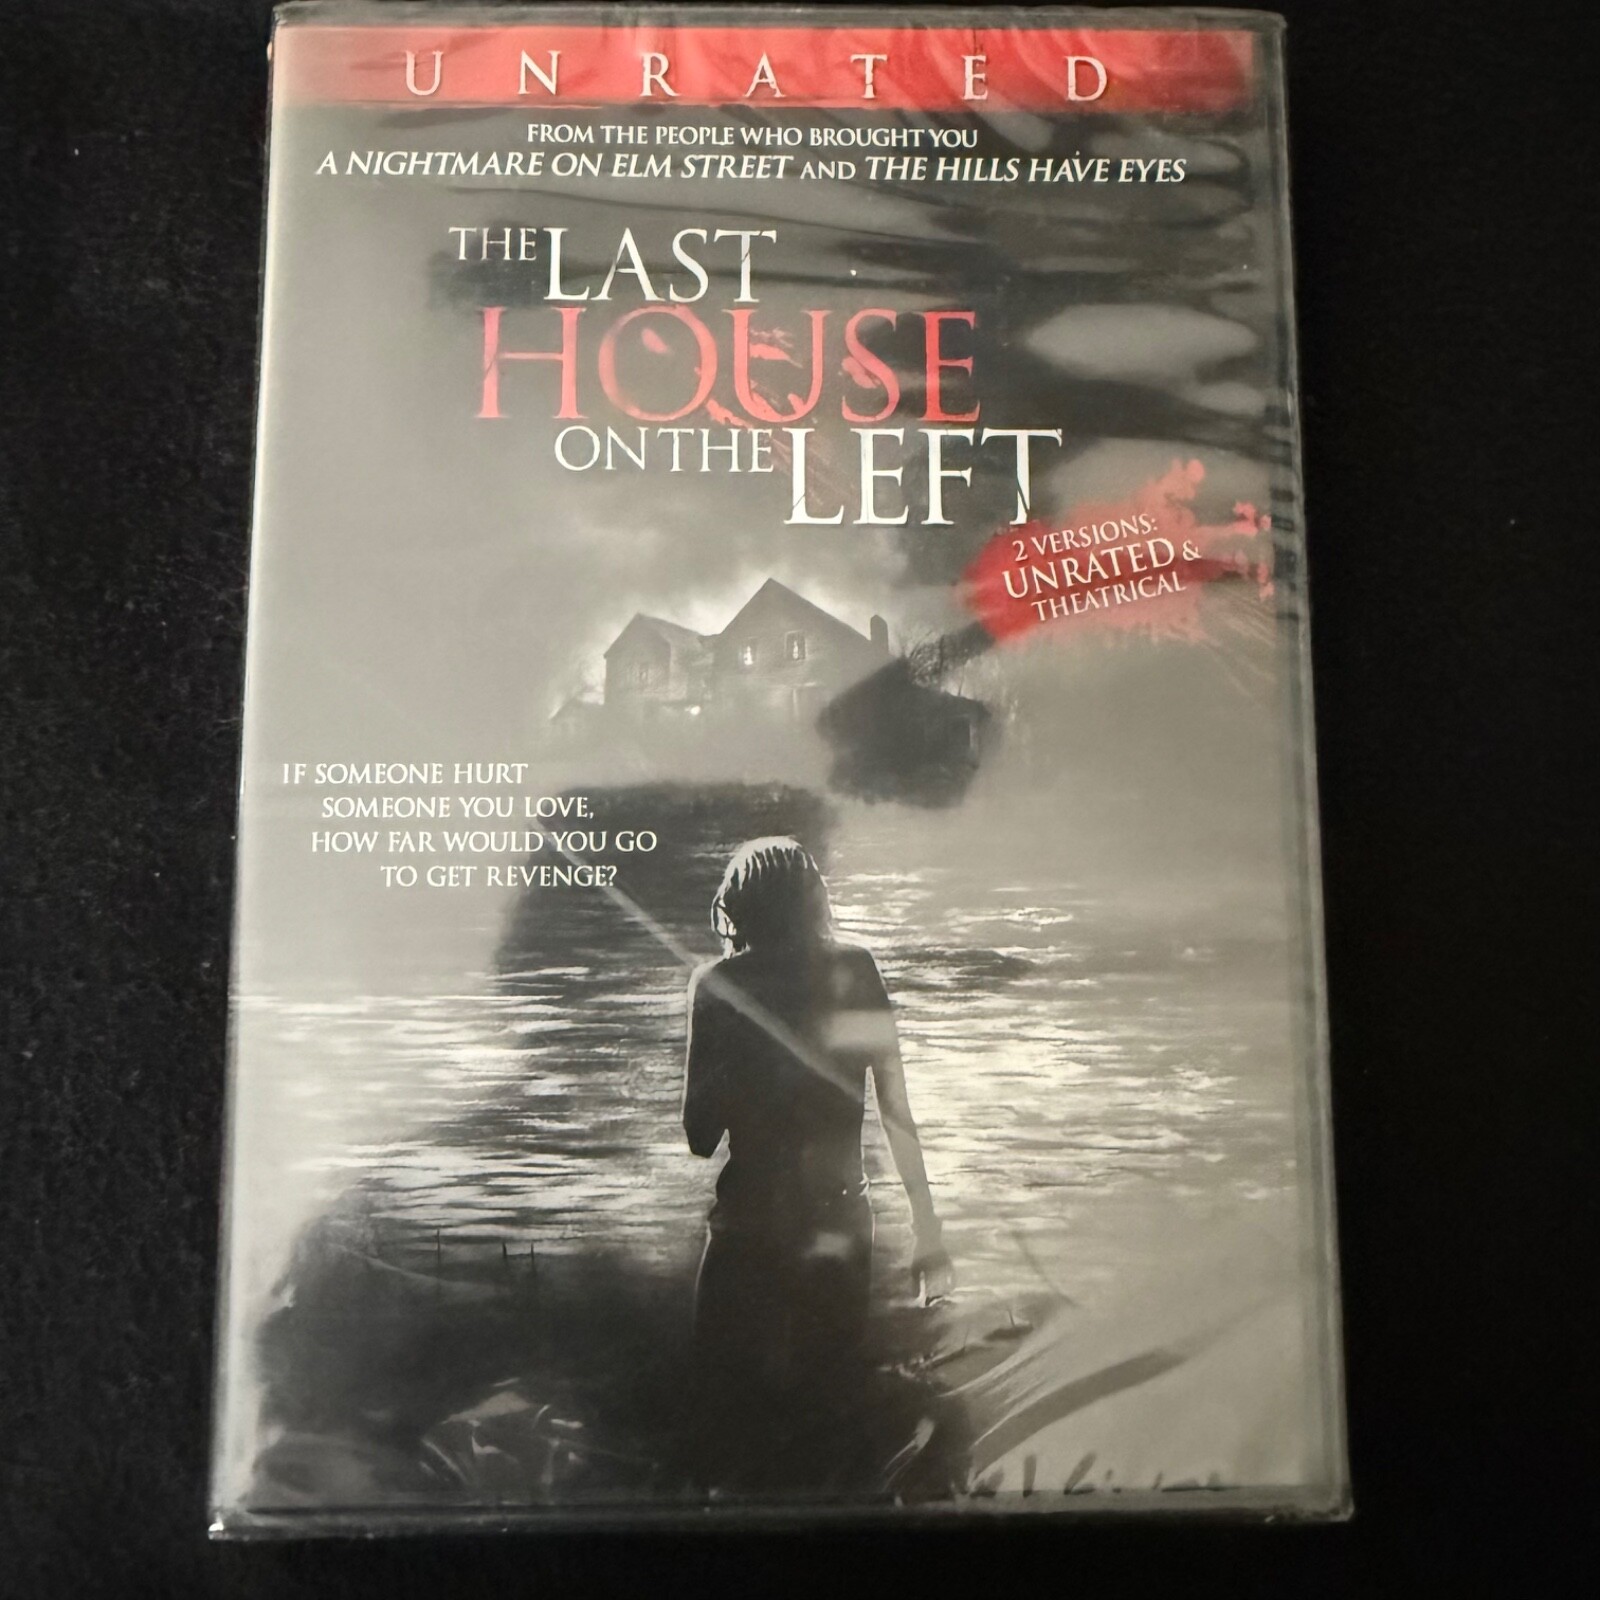 UNRATED
FROM THE PEOPLE WHO BROUGHT YOU
A NIGHTMARE ON ELM STREET AND THE HILLS HAVE EYES
THE LAST
HOUSE
ON THE LEFT
2 VERSIONS:
UNRATED &
THEATRICAL
IF SOMEONE HURT
SOMEONE YOU LOVE,
HOW FAR WOULD YOU GO
TO GET REVENGE?